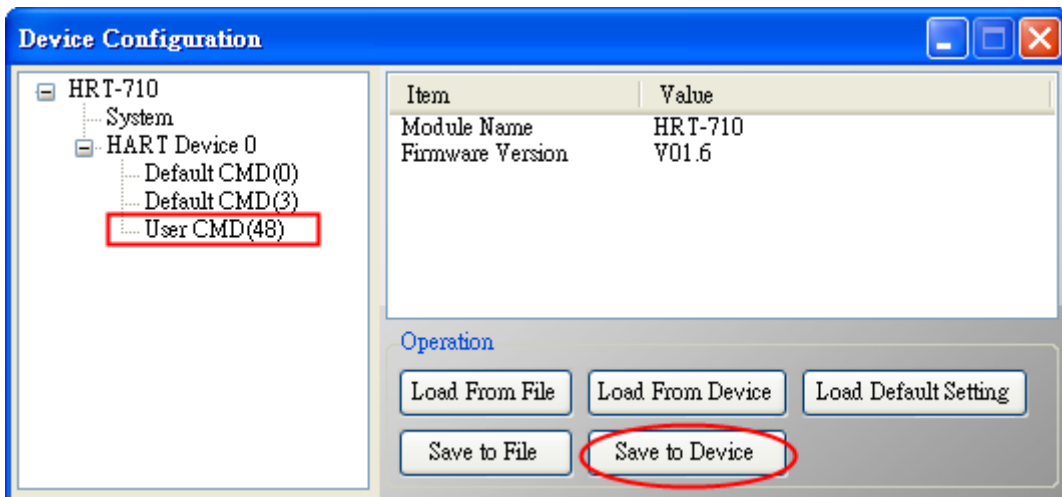 Device Configuration
HRT-710
System
HART Device 0
Default CMD(0)
Default CMD(3)
User CMD(48)
Item Value
Module Name HRT-710
Firmware Version V01.6
Operation
Load From File Load From Device Load Default Setting
Save to File Save to Device